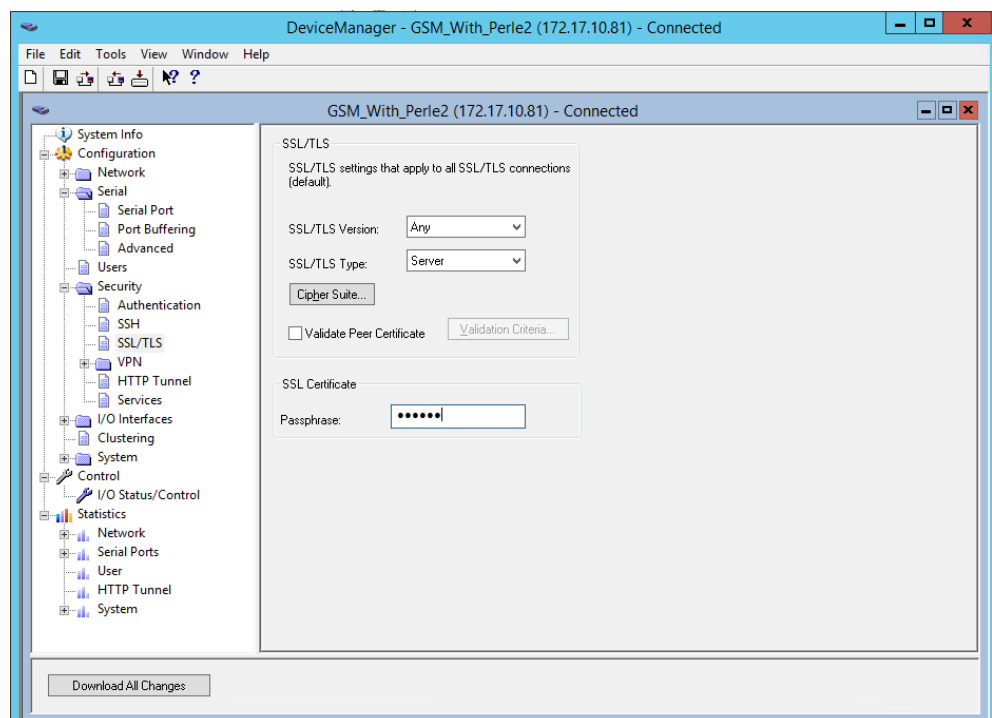 DeviceManager - GSM_With_Perle2 (172.17.10.81) - Connected
File Edit Tools View Window Help
GSM_With_Perle2 (172.17.10.81) - Connected
System Info
Configuration
Network
Serial
Serial Port
Port Buffering
Advanced
Users
Security
Authentication
SSH
SSL/TLS
VPN
HTTP Tunnel
Services
I/O Interfaces
Clustering
System
Control
I/O Status/Control
Statistics
Network
Serial Ports
User
HTTP Tunnel
System
SSL/TLS
SSL/TLS settings that apply to all SSL/TLS connections
(default).
SSL/TLS Version: Any
SSL/TLS Type: Server
Cipher Suite...
Validate Peer Certificate Validation Criteria...
SSL Certificate
Passphrase: ••••••
Download All Changes